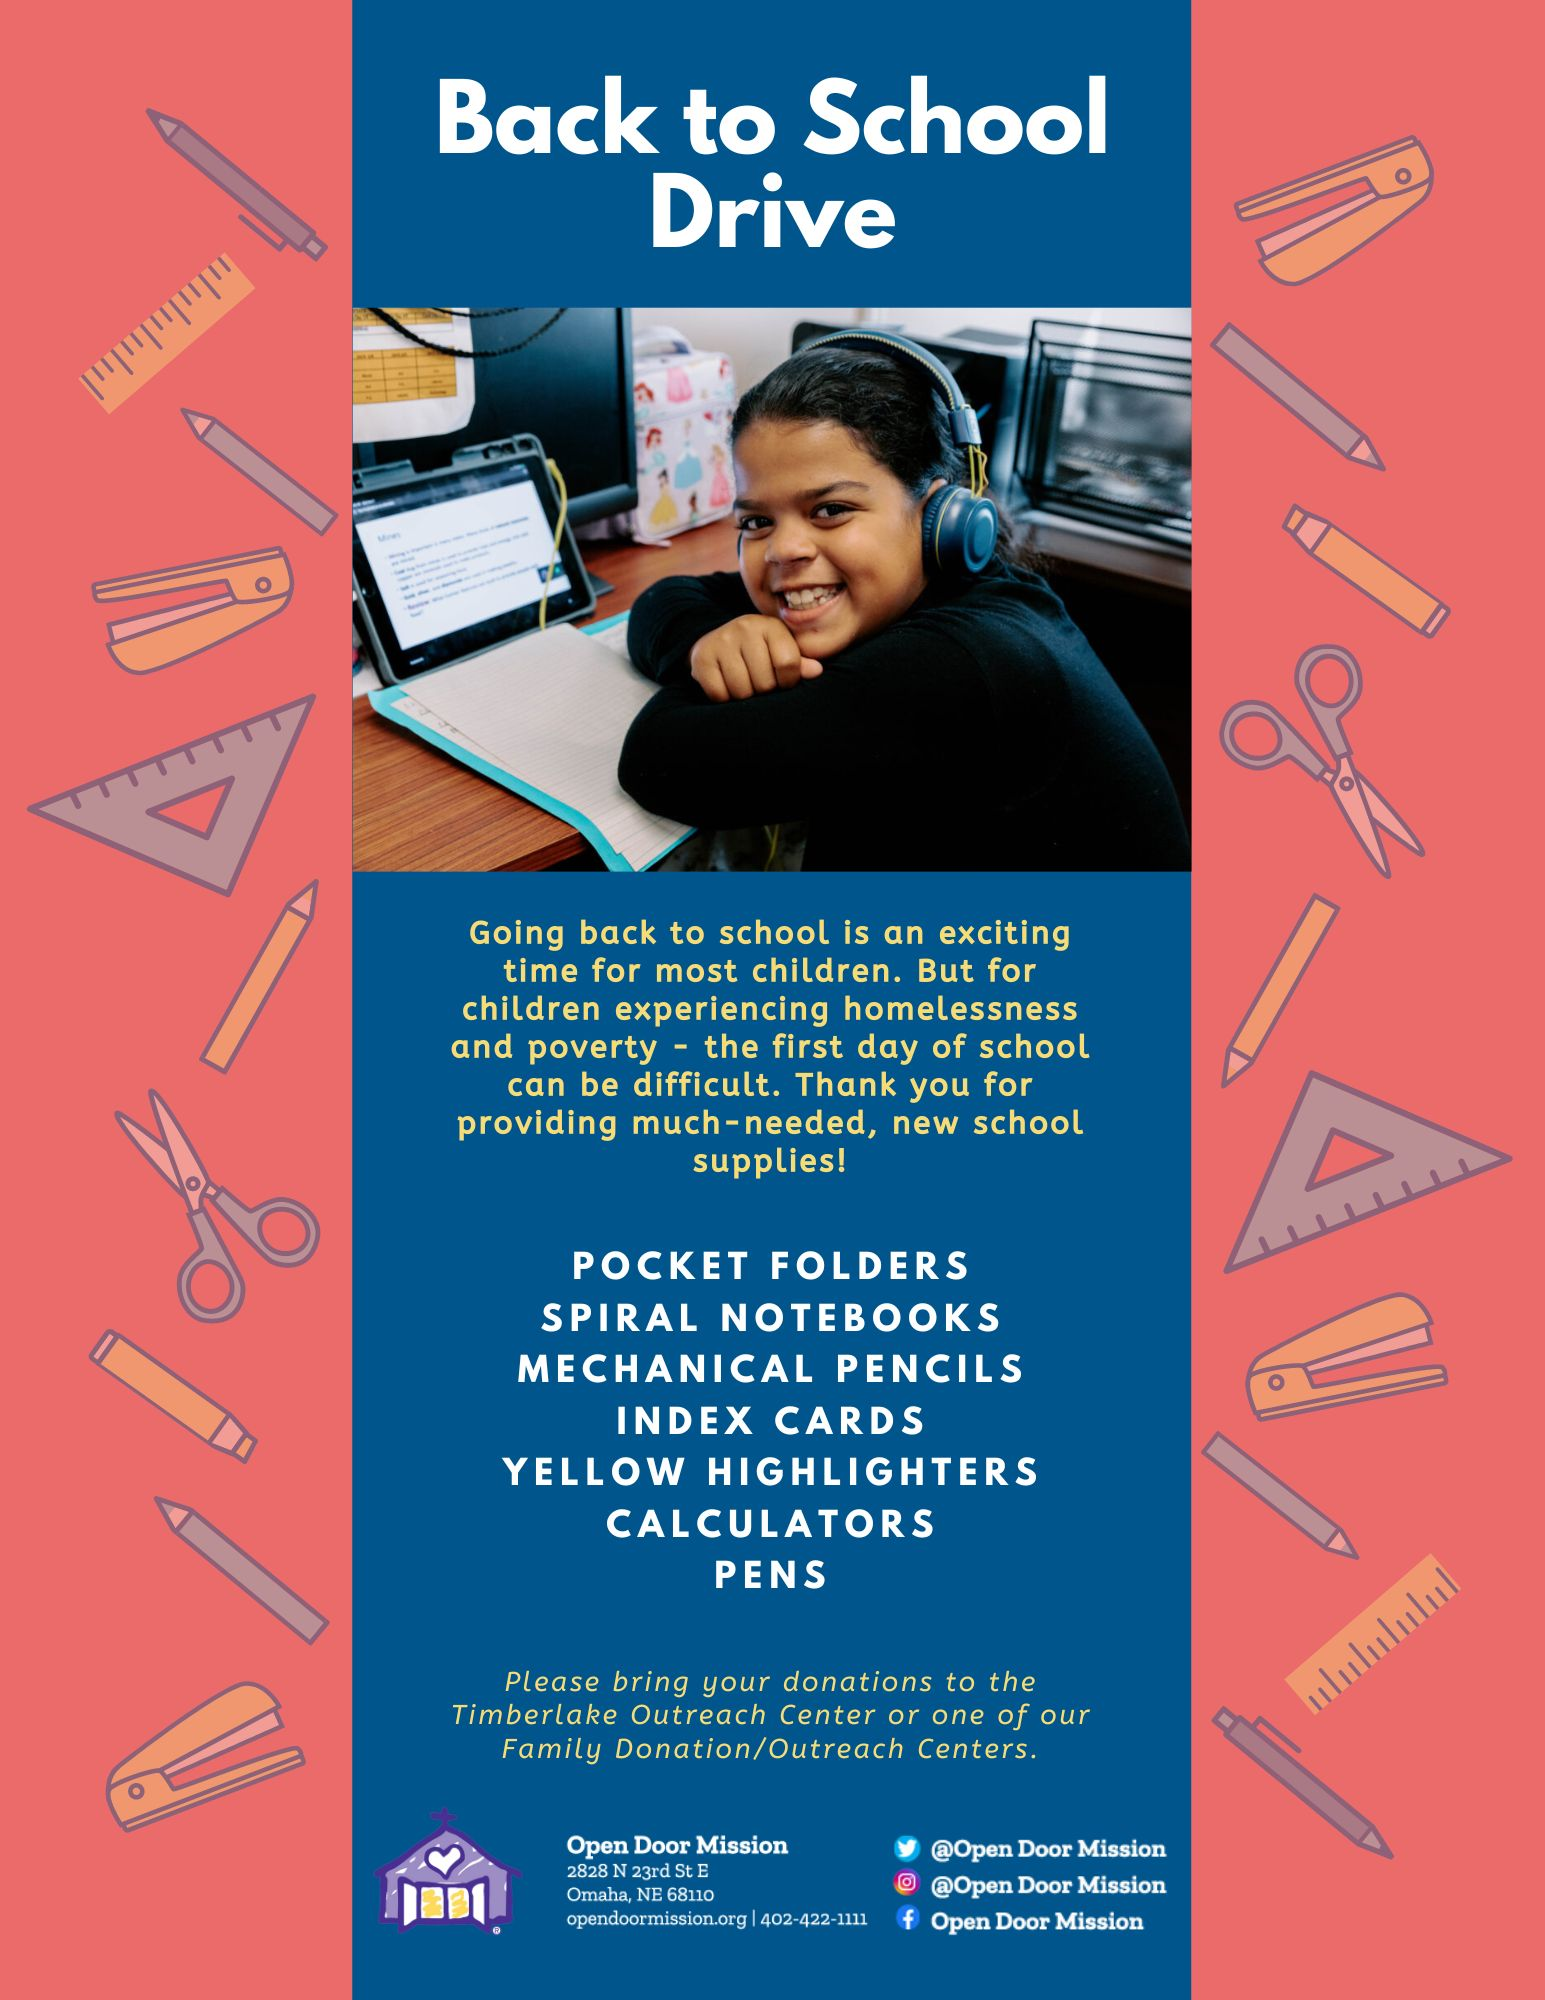 Back to School
Drive
Mines
Going back to school is an exciting
time for most children. But for
children experiencing homelessness
and poverty - the first day of school
can be difficult. Thank you for
providing much-needed, new school
supplies!
POCKET FOLDERS
SPIRAL NOTEBOOKS
MECHANICAL PENCILS
INDEX CARDS
YELLOW HIGHLIGHTERS
CALCULATORS
PENS
Please bring your donations to the
Timberlake Outreach Center or one of our
Family Donation/Outreach Centers.
Open Door Mission
2828 N 23rd St E
Omaha, NE 68110
opendoormission.org | 402-422-1111
@Open Door Mission
@Open Door Mission
Open Door Mission
®